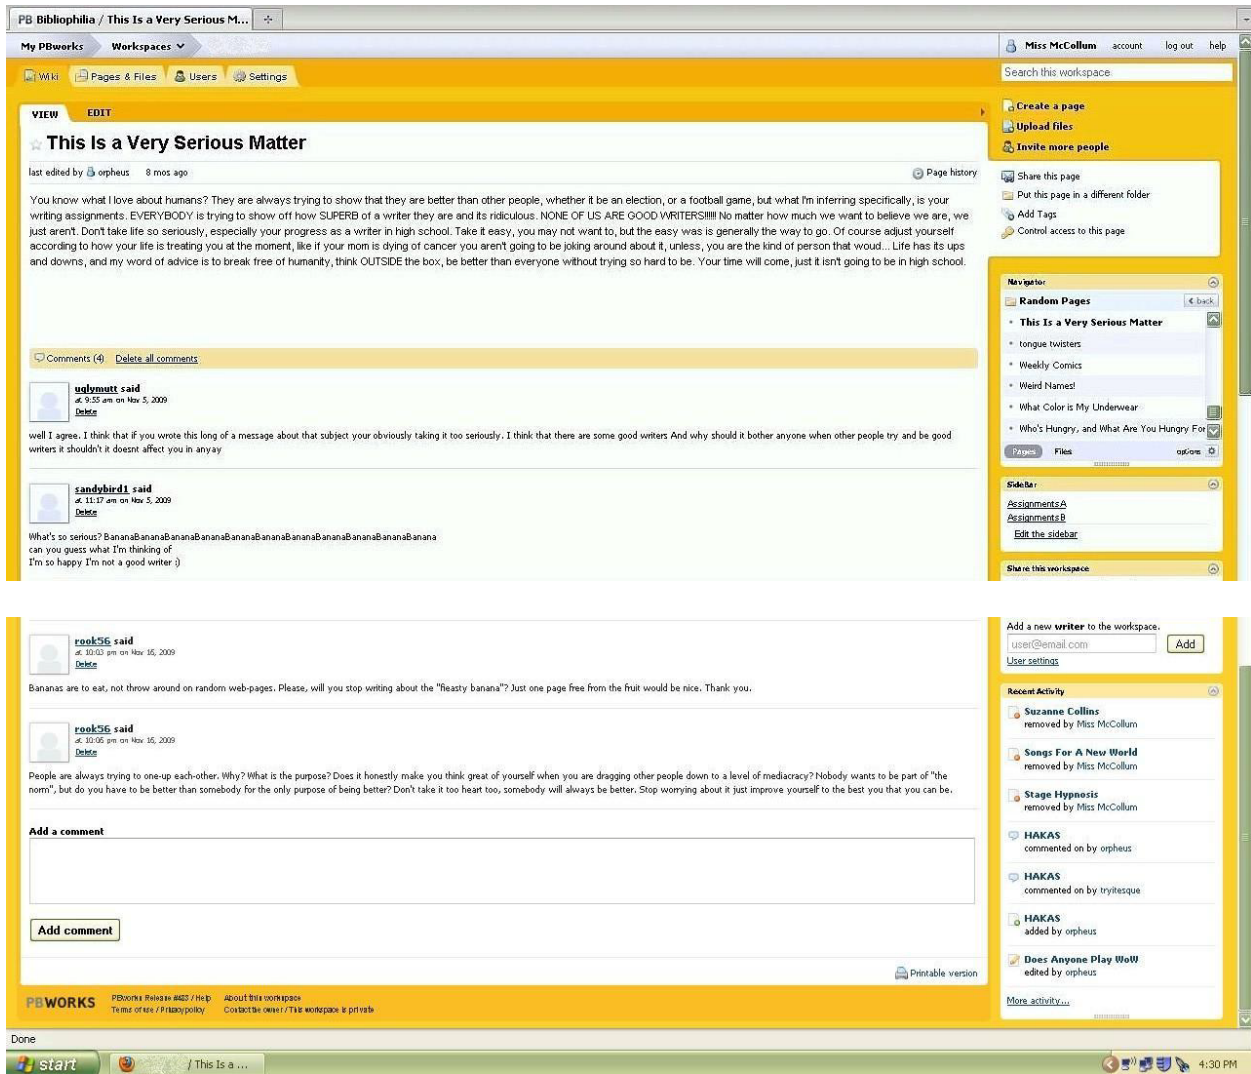 PB Bibliophilia / This Is a Very Serious M...
My PBworks Workspaces
Miss McCollum account log out help
Wiki Pages & Files Users Settings
Search this workspace
VIEW EDIT
Create a page
Upload files
Invite more people
This Is a Very Serious Matter
last edited by orpheus 8 mos ago Page history
Share this page
Put this page in a different folder
Add Tags
Control access to this page
You know what I love about humans? They are always trying to show that they are better than other people, whether it be an election, or a football game, but what I'm inferring specifically, is your
writing assignments. EVERYBODY is trying to show off how SUPERB of a writer they are and its ridiculous. NONE OF US ARE GOOD WRITERS!!!!! No matter how much we want to believe we are, we
just aren't. Don't take life so seriously, especially your progress as a writer in high school. Take it easy, you may not want to, but the easy was is generally the way to go. Of course adjust yourself
according to how your life is treating you at the moment, like if your mom is dying of cancer you aren't going to be joking around about it, unless, you are the kind of person that woud... Life has its ups
and downs, and my word of advice is to break free of humanity, think OUTSIDE the box, be better than everyone without trying so hard to be. Your time will come, just it isn't going to be in high school.
Navigator
Random Pages back
This Is a Very Serious Matter
tongue twisters
Weekly Comics
Weird Names!
What Color is My Underwear
Who's Hungry, and What Are You Hungry For
Pages Files options
Comments (4) Delete all comments
uglymutt said
at 9:55 am on Nov 5, 2009
Delete
well I agree. I think that if you wrote this long of a message about that subject your obviously taking it too seriously. I think that there are some good writers And why should it bother anyone when other people try and be good
writers it shouldn't it doesnt affect you in anyay
sandybird1 said
at 11:17 am on Nov 5, 2009
Delete
What's so serious? BananaBananaBananaBananaBananaBananaBananaBananaBananaBananaBanana
can you guess what I'm thinking of
I'm so happy I'm not a good writer :)
SideBar
Assignments A
Assignments B
Edit the sidebar
Share this workspace
rook56 said
at 10:03 pm on Nov 16, 2009
Delete
Bananas are to eat, not throw around on random web-pages. Please, will you stop writing about the "fieasty banana"? Just one page free from the fruit would be nice. Thank you.
rook56 said
at 10:06 pm on Nov 16, 2009
Delete
People are always trying to one-up each-other. Why? What is the purpose? Does it honestly make you think great of yourself when you are dragging other people down to a level of mediacracy? Nobody wants to be part of "the
norm", but do you have to be better than somebody for the only purpose of being better? Don't take it too heart too, somebody will always be better. Stop worrying about it just improve yourself to the best you that you can be.
Add a comment
Add comment
Printable version
Add a new writer to the workspace.
user@email.com Add
User settings
Recent Activity
Suzanne Collins
removed by Miss McCollum
Songs For A New World
removed by Miss McCollum
Stage Hypnosis
removed by Miss McCollum
HAKAS
commented on by orpheus
HAKAS
commented on by tryitesque
HAKAS
added by orpheus
Does Anyone Play WoW
edited by orpheus
More activity...
PBWORKS
PBworks Release #425 / Help About this workspace
Terms of use / Privacy policy Contact the owner / This workspace is private
Done
start / This Is a ... 4:30 PM